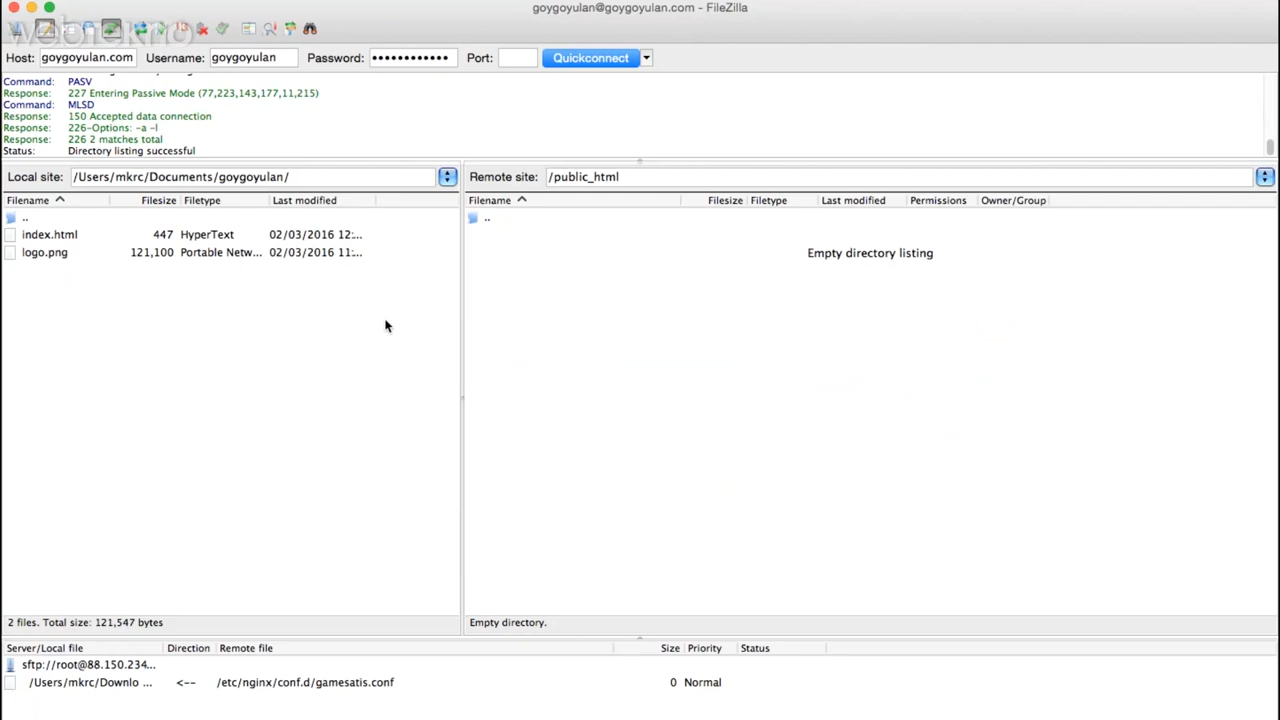 goygoyulan@goygoyulan.com - FileZilla
webtekno
Host: goygoyulan.com Username: goygoyulan Password: •••••••••••• Port: Quickconnect
Command: PASV
Response: 227 Entering Passive Mode (77,223,143,177,11,215)
Command: MLSD
Response: 150 Accepted data connection
Response: 226-Options: -a -l
Response: 226 2 matches total
Status: Directory listing successful
Local site: /Users/mkrc/Documents/goygoyulan/
Filename Filesize Filetype Last modified
..
index.html 447 HyperText 02/03/2016 12:...
logo.png 121,100 Portable Netw... 02/03/2016 11:...
2 files. Total size: 121,547 bytes
Remote site: /public_html
Filename Filesize Filetype Last modified Permissions Owner/Group
..
Empty directory listing
Empty directory.
Server/Local file Direction Remote file Size Priority Status
sftp://root@88.150.234...
/Users/mkrc/Downlo ... <-- /etc/nginx/conf.d/gamesatis.conf 0 Normal